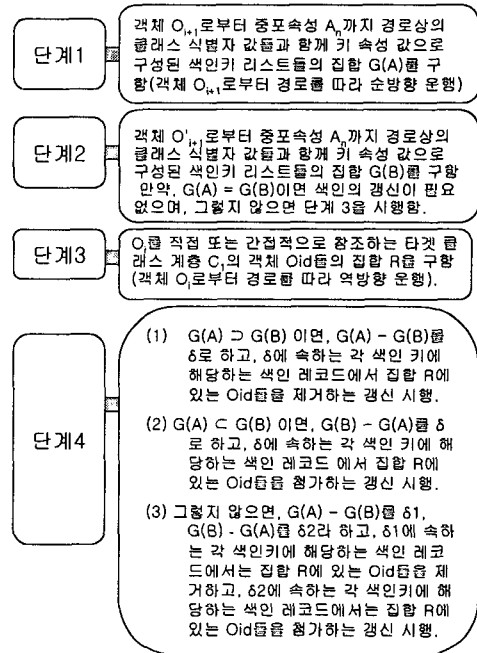 단계1
객체 Oi+1로부터 중포속성 An까지 경로상의
클래스 식별자 값들과 함께 키 속성 값으로
구성된 색인키 리스트들의 집합 G(A)를 구
함(객체 Oi+1로부터 경로를 따라 순방향 운행)
단계2
객체 O'i+1로부터 중포속성 An까지 경로상의
클래스 식별자 값들과 함께 키 속성 값으로
구성된 색인키 리스트들의 집합 G(B)를 구함
만약, G(A) = G(B)이면 색인의 갱신이 필요
없으며, 그렇지 않으면 단계 3을 시행함.
단계3
Oi를 직접 또는 간접적으로 참조하는 타겟 클
래스 계층 C1의 객체 Oid들의 집합 R을 구함
(객체 Oi로부터 경로를 따라 역방향 운행).
단계4
(1) G(A) ⊃ G(B) 이면, G(A) – G(B)를
δ로 하고, δ에 속하는 각 색인 키에
해당하는 색인 레코드에서 집합 R에
있는 Oid들을 제거하는 갱신 시행.
(2) G(A) ⊂ G(B) 이면, G(B) – G(A)를 δ
로 하고, δ에 속하는 각 색인 키에 해
당하는 색인 레코드 에서 집합 R에
있는 Oid들을 첨가하는 갱신 시행.
(3) 그렇지 않으면, G(A) – G(B)를 δ1,
G(B) - G(A)를 δ2라 하고, δ1에 속하
는 각 색인키에 해당하는 색인 레코
드에서는 집합 R에 있는 Oid들을 제
거하고, δ2에 속하는 각 색인키에 해
당하는 색인 레코드에서는 집합 R에
있는 Oid들을 첨가하는 갱신 시행.